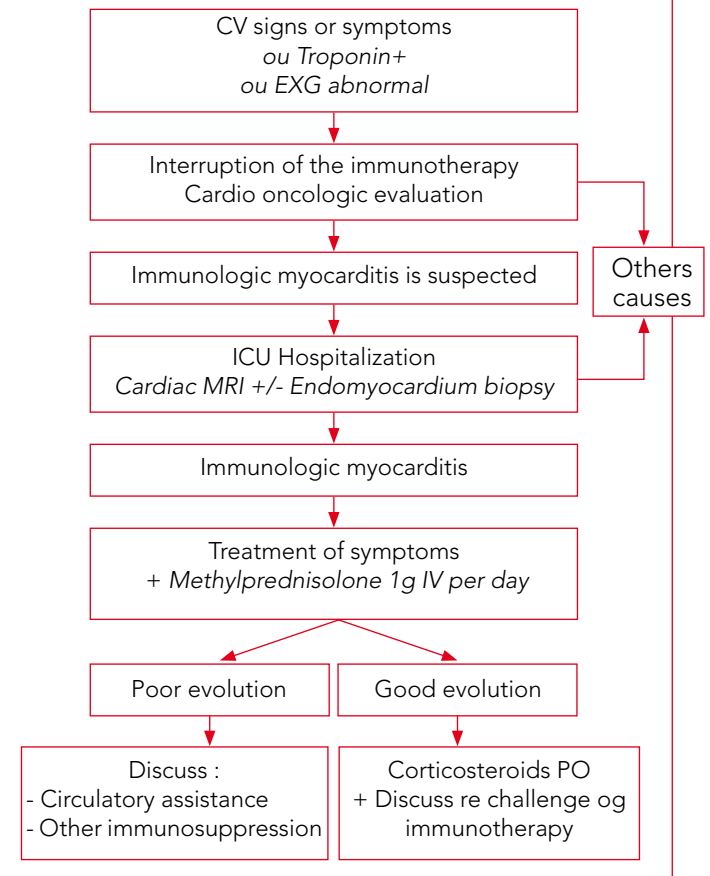 CV signs or symptoms
ou Troponin+
ou EXG abnormal
Interruption of the immunotherapy
Cardio oncologic evaluation
Immunologic myocarditis is suspected
Others
causes
ICU Hospitalization
Cardiac MRI +/- Endomyocardium biopsy
Immunologic myocarditis
Treatment of symptoms
+ Methylprednisolone 1g IV per day
Poor evolution
Good evolution
Discuss :
- Circulatory assistance
- Other immunosuppression
Corticosteroids PO
+ Discuss re challenge og
immunotherapy